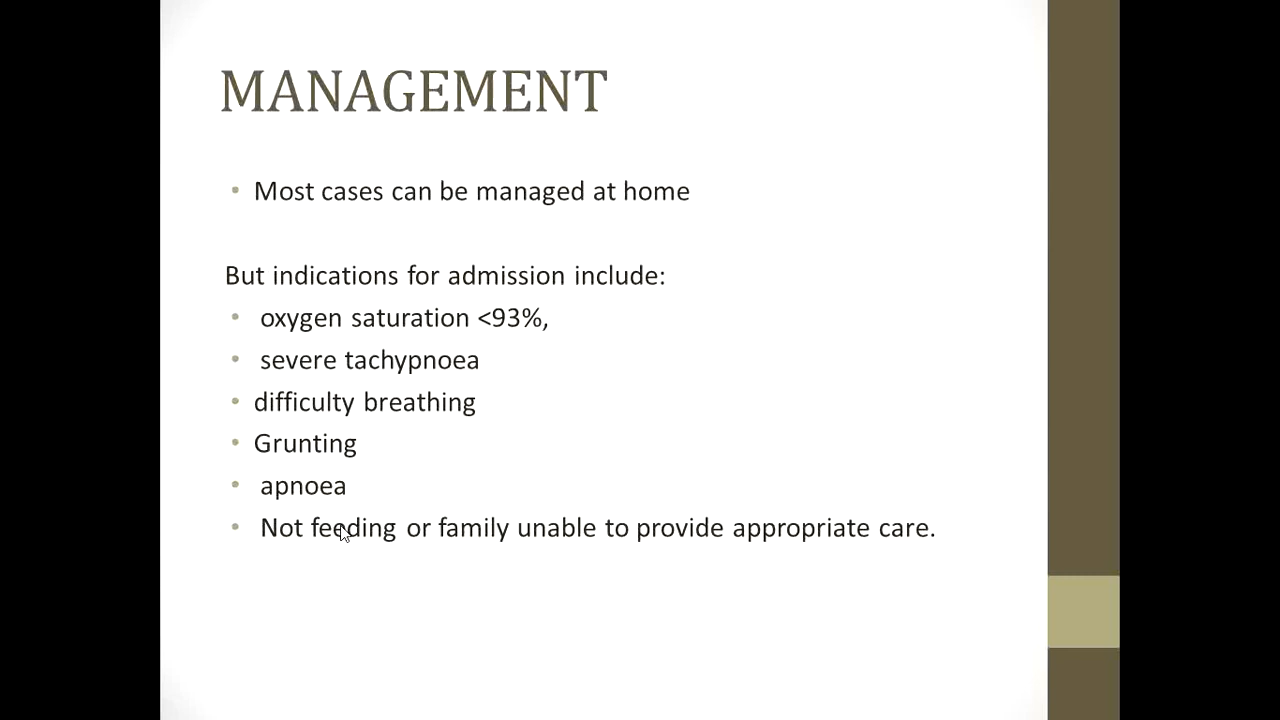 MANAGEMENT
• Most cases can be managed at home
But indications for admission include:
• oxygen saturation <93%,
• severe tachypnoea
• difficulty breathing
• Grunting
• apnoea
• Not feeding or family unable to provide appropriate care.